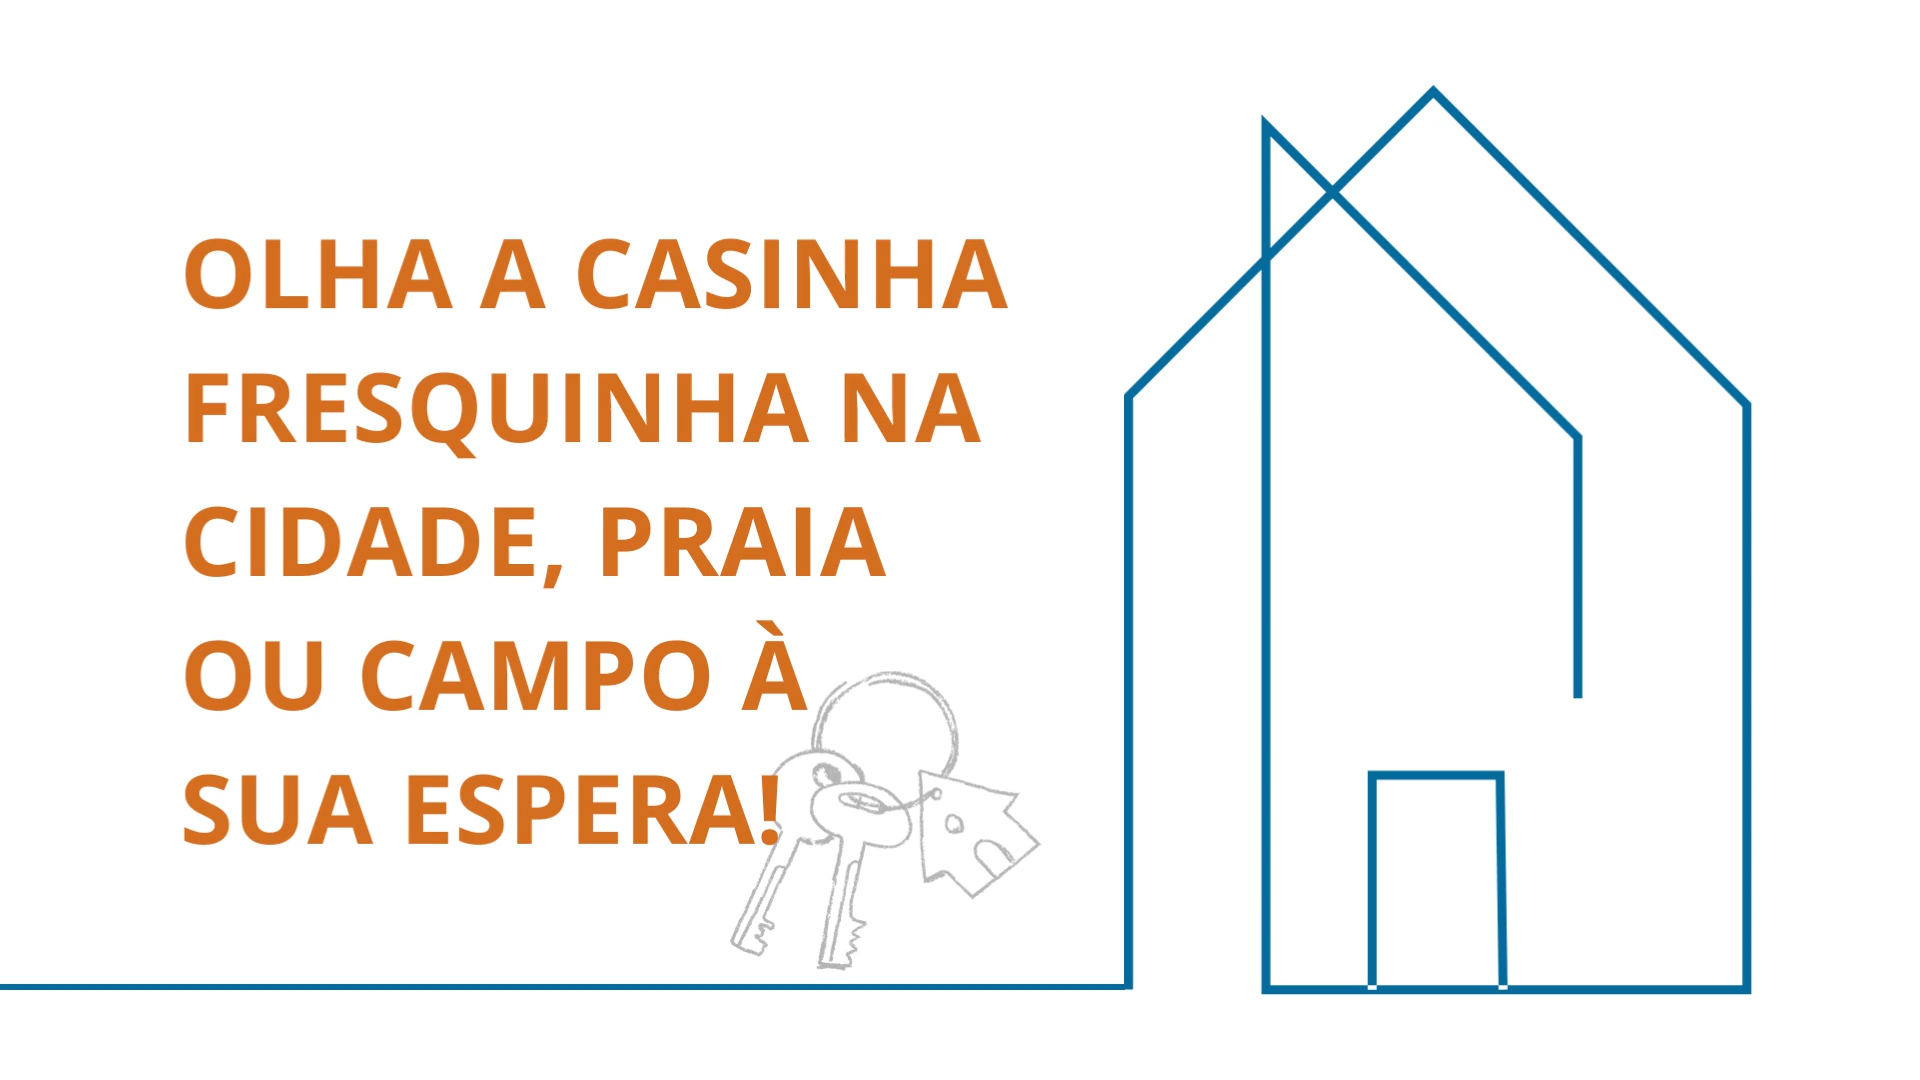 OLHA A CASINHA
FRESQUINHA NA
CIDADE, PRAIA
OU CAMPO À
SUA ESPERA!